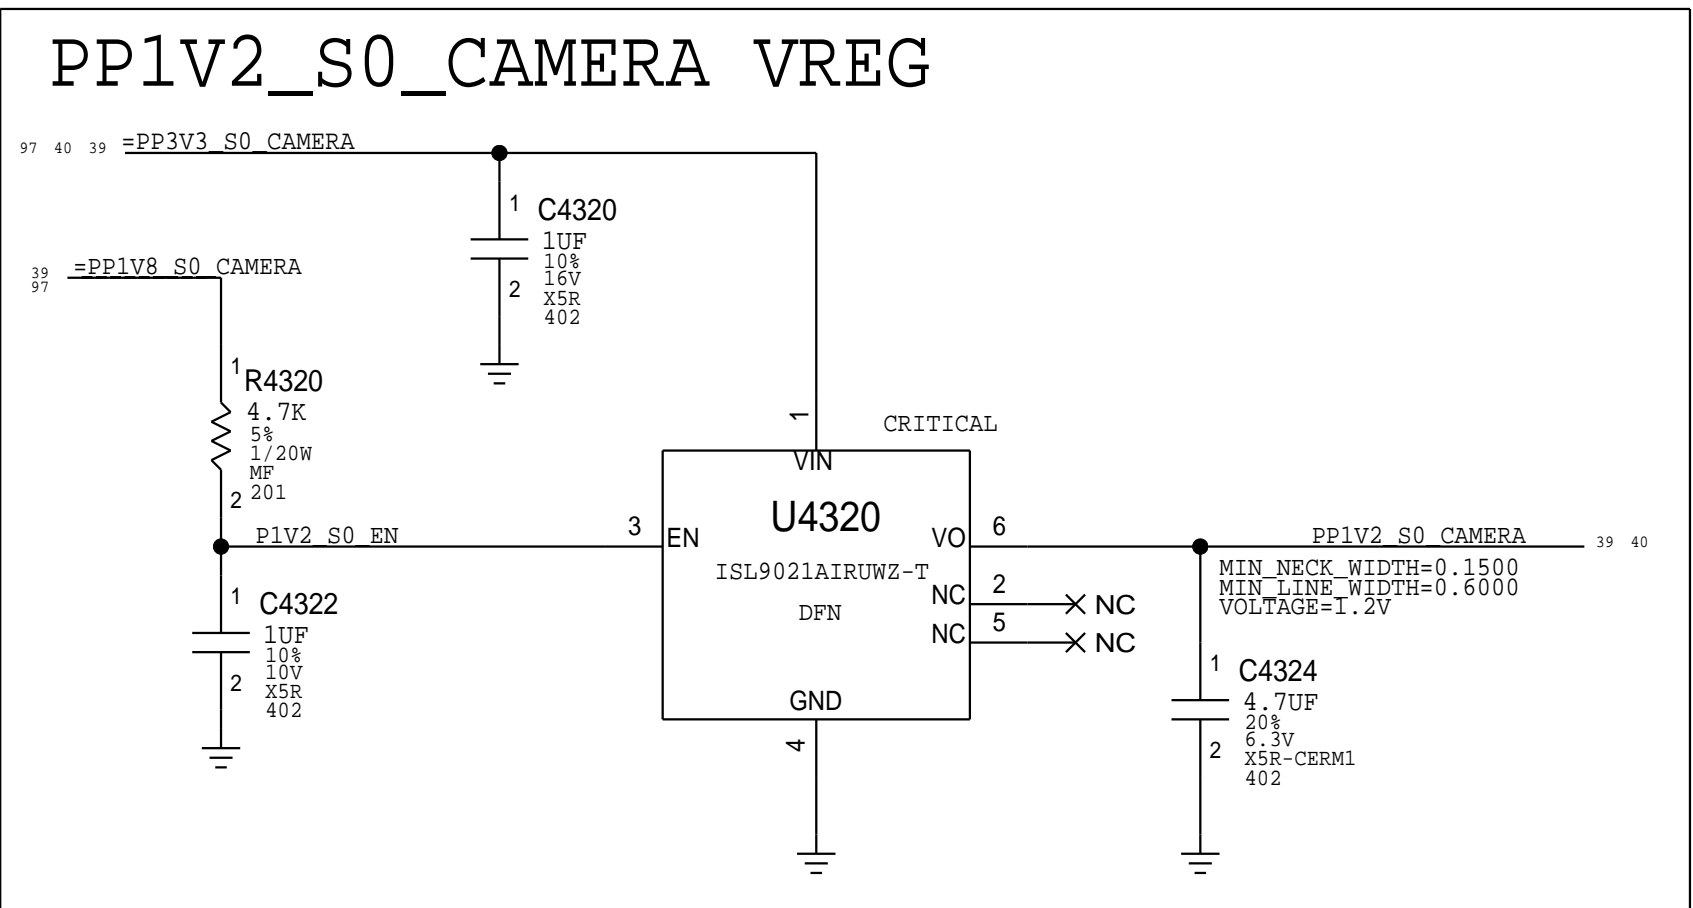 PP1V2_S0_CAMERA VREG
97 40 39 =PP3V3_S0_CAMERA
1 C4320
1UF
10%
16V
2 X5R
402
39 =PP1V8_S0_CAMERA
97
1 R4320
4.7K
5%
1/20W
MF
2 201
1 CRITICAL
VIN
U4320
P1V2_S0_EN 3 EN VO 6 PP1V2_S0_CAMERA 39 40
ISL9021AIRUWZ-T
DFN
NC 2 NC
NC 5 NC
MIN_NECK_WIDTH=0.1500
MIN_LINE_WIDTH=0.6000
VOLTAGE=1.2V
1 C4322
1UF
10%
10V
2 X5R
402
GND
4
1 C4324
4.7UF
20%
6.3V
2 X5R-CERM1
402